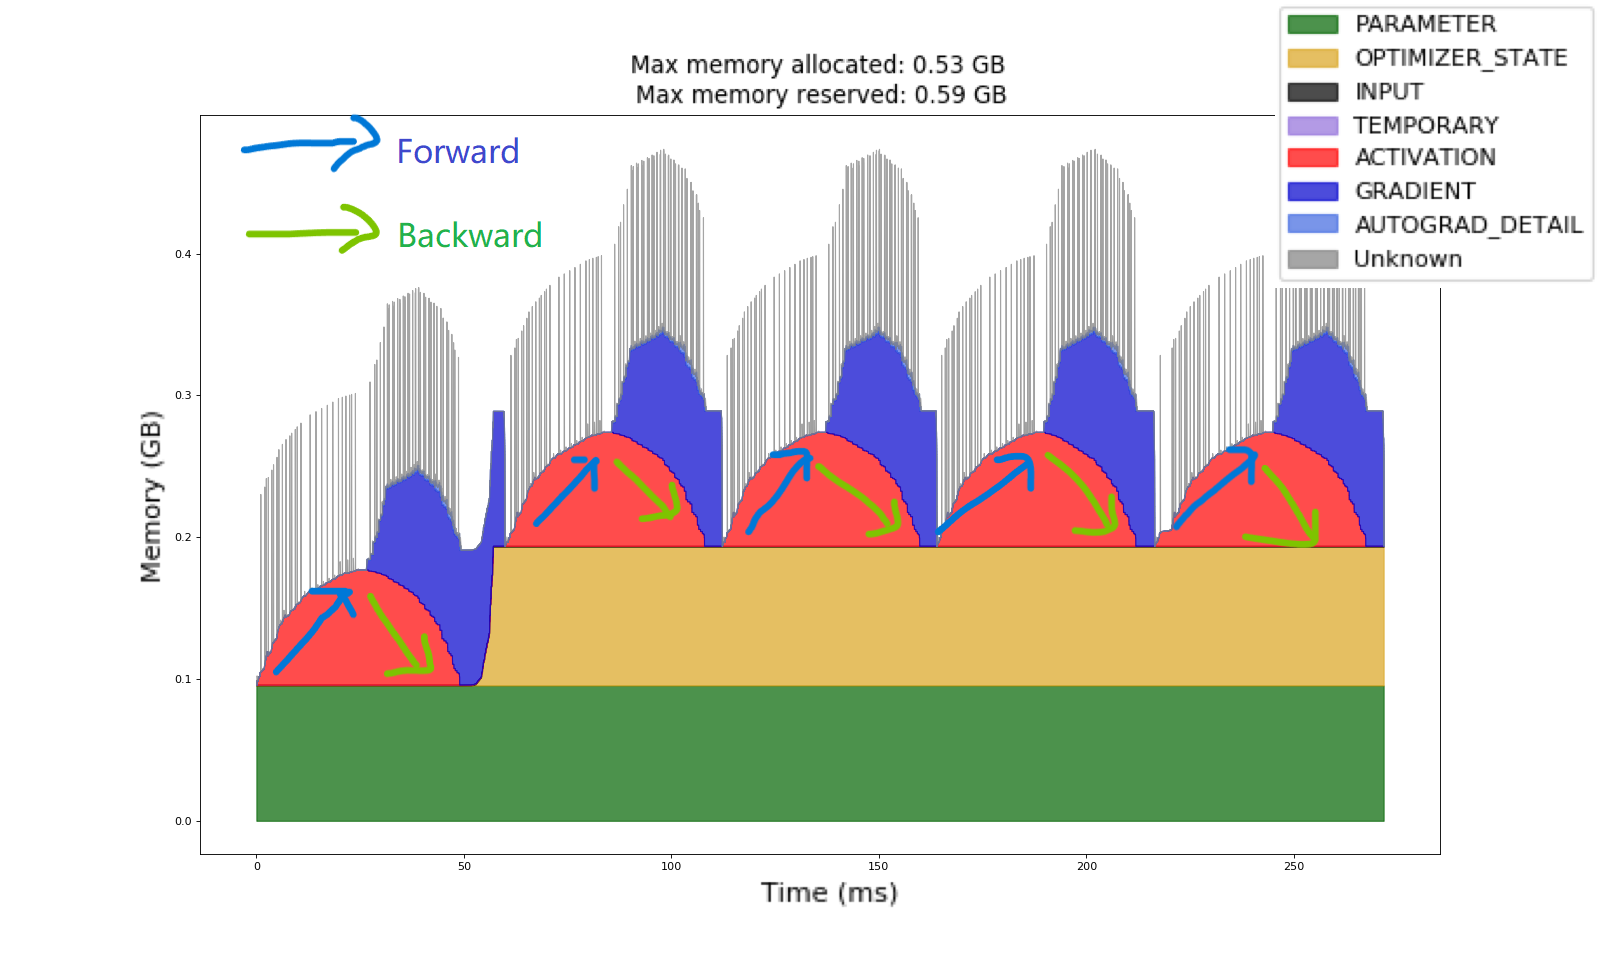 Max memory allocated: 0.53 GB
Max memory reserved: 0.59 GB
PARAMETER
OPTIMIZER_STATE
INPUT
TEMPORARY
ACTIVATION
GRADIENT
AUTOGRAD_DETAIL
Unknown
Forward
Backward
Memory (GB)
0.4
0.3
0.2
0.1
0.0
0 50 100 150 200 250
Time (ms)